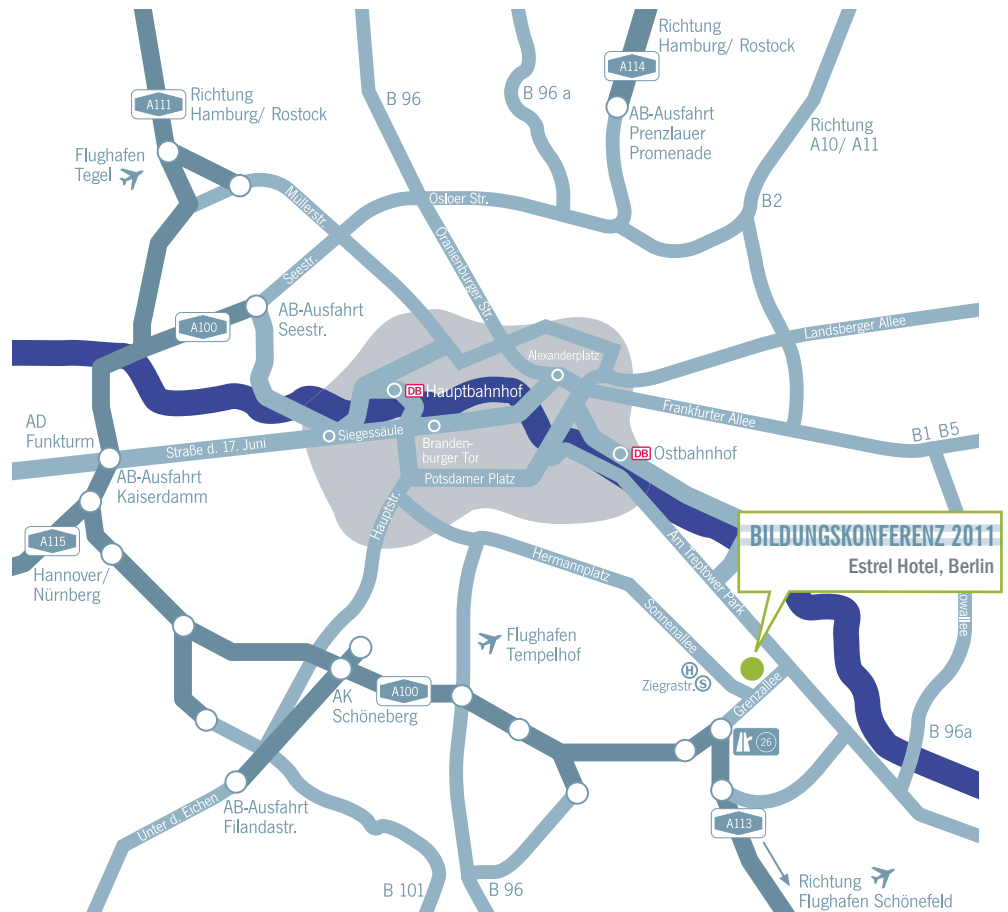 Richtung
Hamburg/ Rostock
A114
B 96
B 96 a
A111
Richtung
Hamburg/ Rostock
AB-Ausfahrt
Prenzlauer
Promenade
Richtung
A10/ A11
Flughafen
Tegel
Müllerstr.
Osloer Str.
B2
Oranienburger Str.
Seestr.
AB-Ausfahrt
Seestr.
A100
Landsberger Allee
Alexanderplatz
DB Hauptbahnhof
Frankfurter Allee
AD
Funkturm
Straße d. 17. Juni
Siegessäule
Branden-
burger Tor
B1 B5
DB Ostbahnhof
AB-Ausfahrt
Kaiserdamm
Potsdamer Platz
Hauptstr.
A115
Hannover/
Nürnberg
Hermannplatz
Am Treptower Park
BILDUNGSKONFERENZ 2011
Estrel Hotel, Berlin
owallee
Sonnenallee
Flughafen
Tempelhof
H
S
Ziegrastr.
Grenzallee
AK
Schöneberg
A100
26
B 96a
Unter d. Eichen
AB-Ausfahrt
Filandastr.
A113
B 101
B 96
Richtung
Flughafen Schönefeld